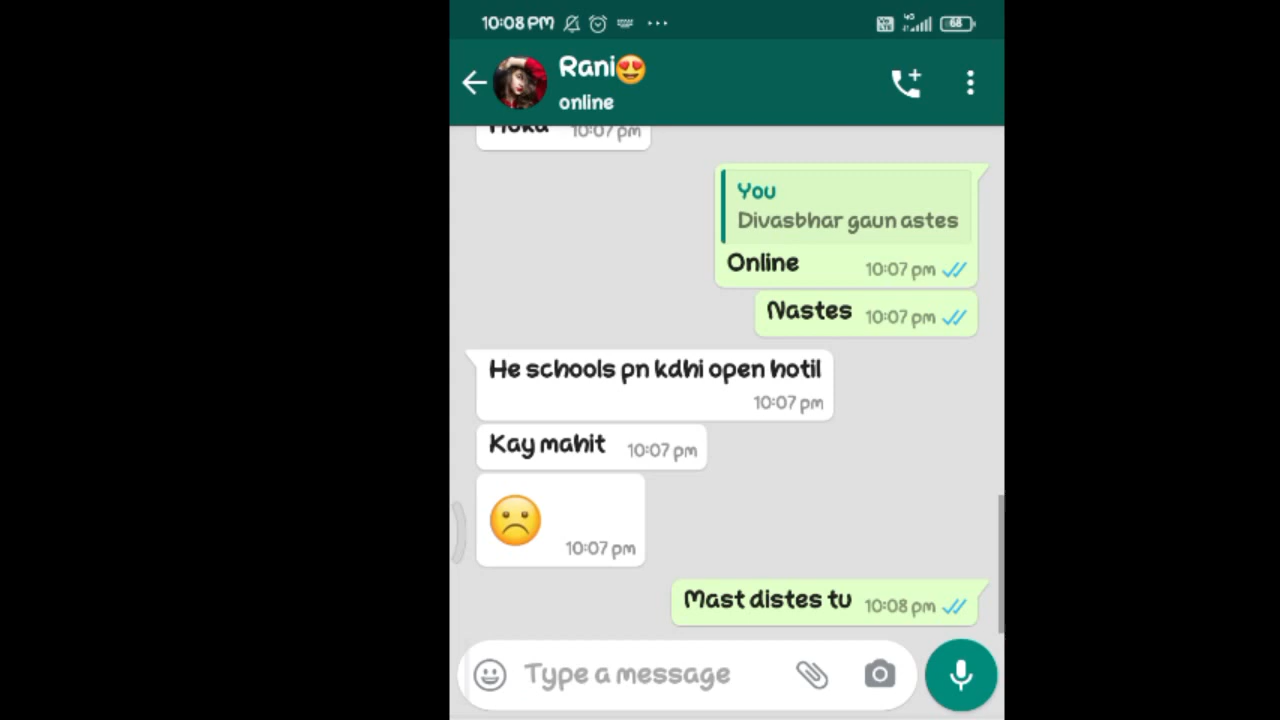 10:08 PM
68
Rani😍
online
10:07 pm
You
Divasbhar gaun astes
Online 10:07 pm
Nastes 10:07 pm
He schools pn kdhi open hotil
10:07 pm
Kay mahit 10:07 pm
☹️ 10:07 pm
Mast distes tu 10:08 pm
Type a message